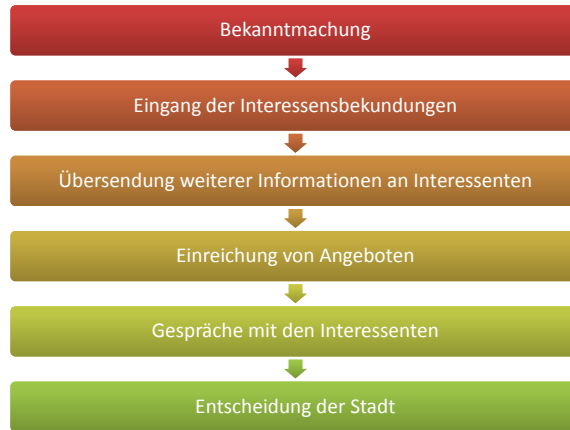 Bekanntmachung
Eingang der Interessensbekundungen
Übersendung weiterer Informationen an Interessenten
Einreichung von Angeboten
Gespräche mit den Interessenten
Entscheidung der Stadt